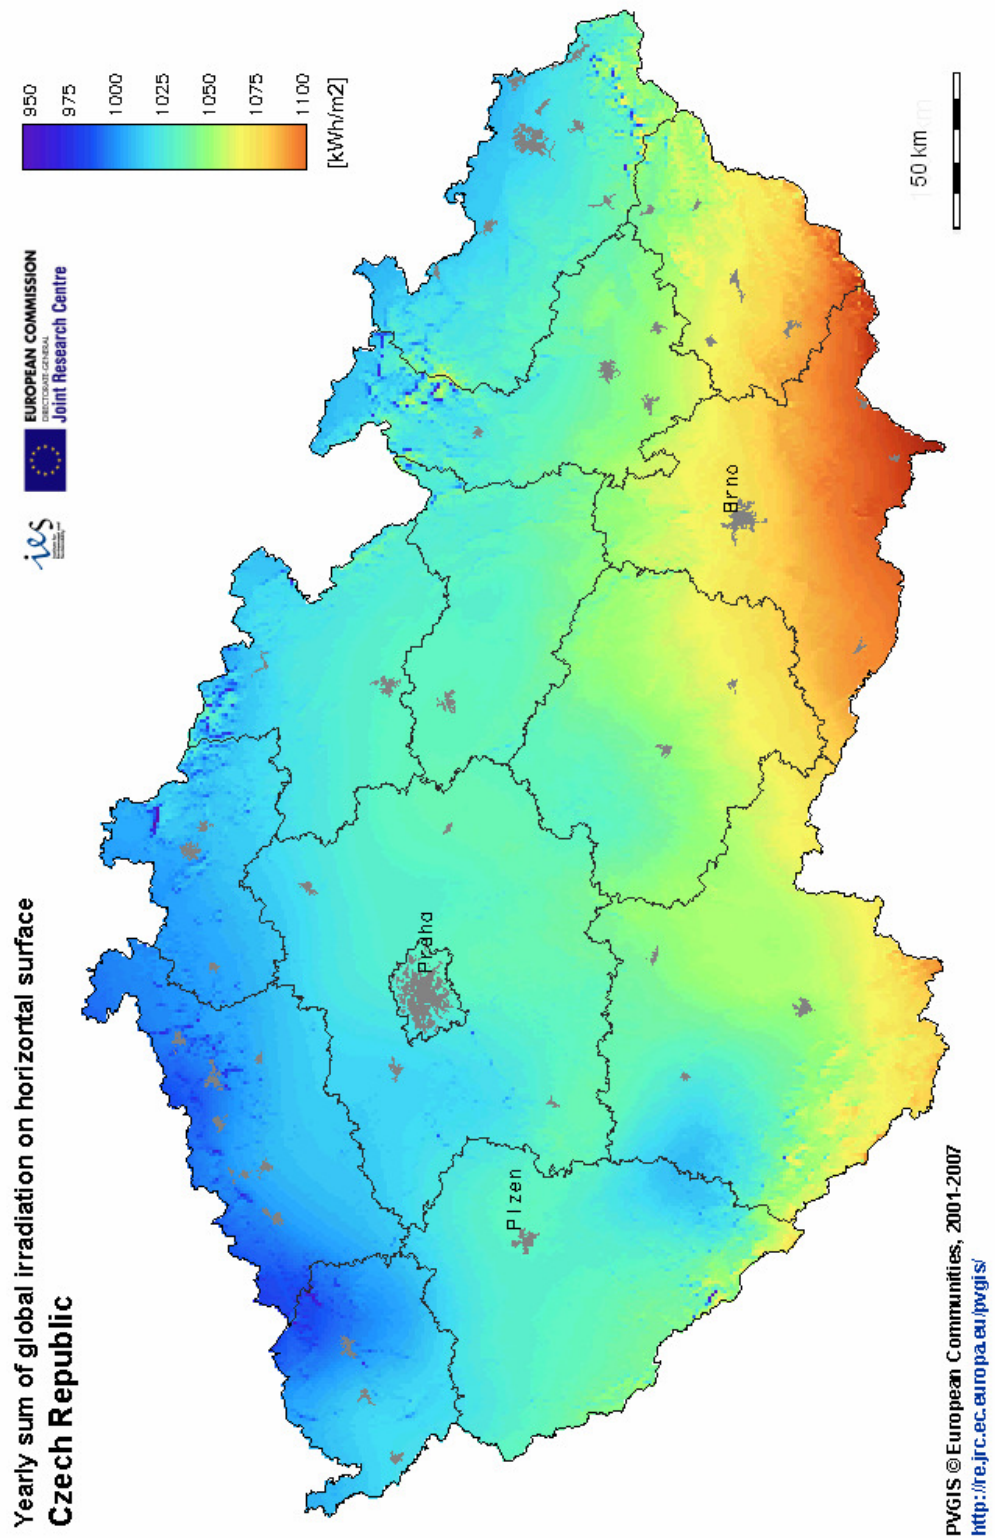 Yearly sum of global irradiation on horizontal surface
Czech Republic
ies
EUROPEAN COMMISSION
DIRECTORATE-GENERAL
Joint Research Centre
950
975
1000
1025
1050
1075
1100
[kWh/m2]
Praha
Plzen
Brno
50 km
PVGIS © European Communities, 2001-2007
http://re.jrc.ec.europa.eu/pvgis/